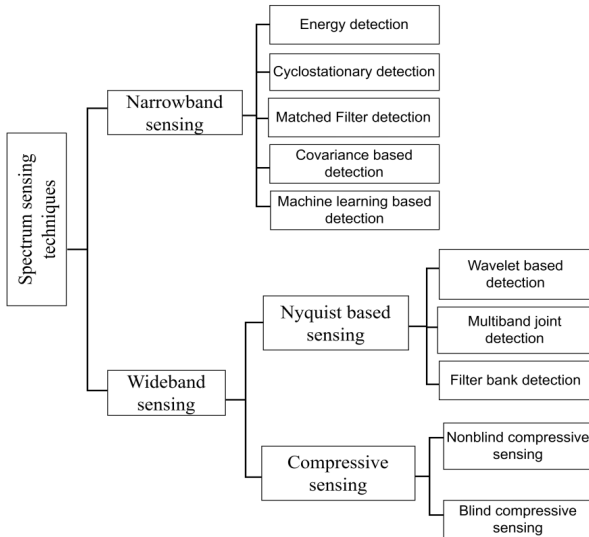 Spectrum sensing
techniques
Narrowband
sensing
Energy detection
Cyclostationary detection
Matched Filter detection
Covariance based
detection
Machine learning based
detection
Wideband
sensing
Nyquist based
sensing
Wavelet based
detection
Multiband joint
detection
Filter bank detection
Compressive
sensing
Nonblind compressive
sensing
Blind compressive
sensing